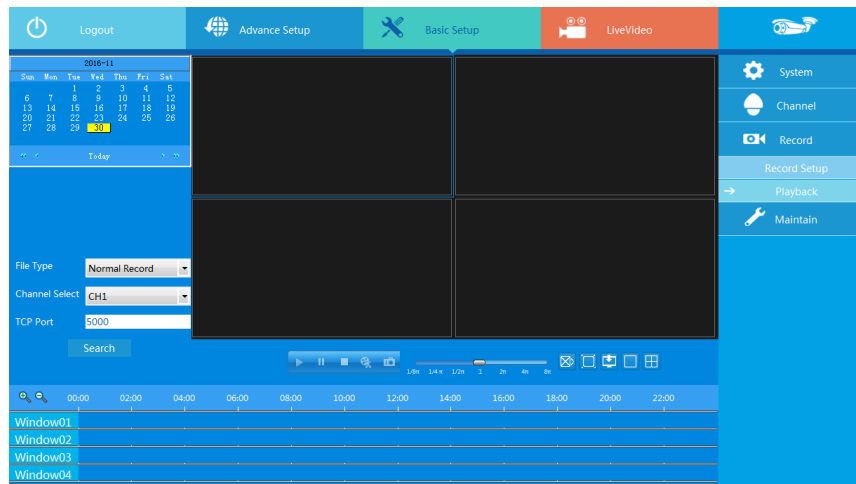 Logout
Advance Setup
Basic Setup
LiveVideo
2016-11
Sun Mon Tue Wed Thu Fri Sat
1 2 3 4 5
6 7 8 9 10 11 12
13 14 15 16 17 18 19
20 21 22 23 24 25 26
27 28 29 30
Today
File Type
Normal Record
Channel Select
CH1
TCP Port
5000
Search
1/8x 1/4x 1/2x 1 2x 4x 8x
System
Channel
Record
Record Setup
Playback
Maintain
00:00 02:00 04:00 06:00 08:00 10:00 12:00 14:00 16:00 18:00 20:00 22:00
Window01
Window02
Window03
Window04